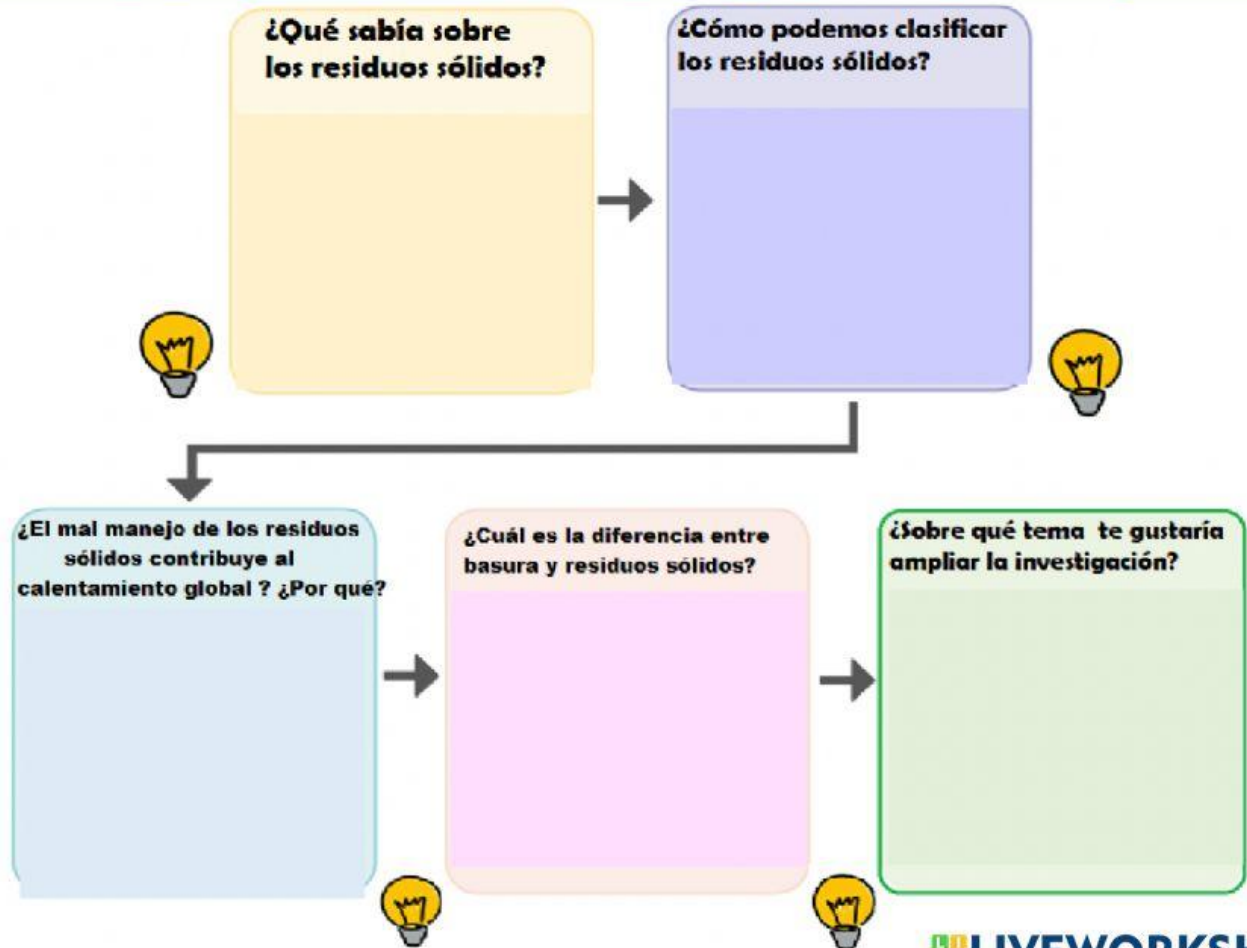 ¿Qué sabía sobre
los residuos sólidos?
¿Cómo podemos clasificar
los residuos sólidos?
¿El mal manejo de los residuos
sólidos contribuye al
calentamiento global ? ¿Por qué?
¿Cuál es la diferencia entre
basura y residuos sólidos?
¿Sobre qué tema te gustaría
ampliar la investigación?